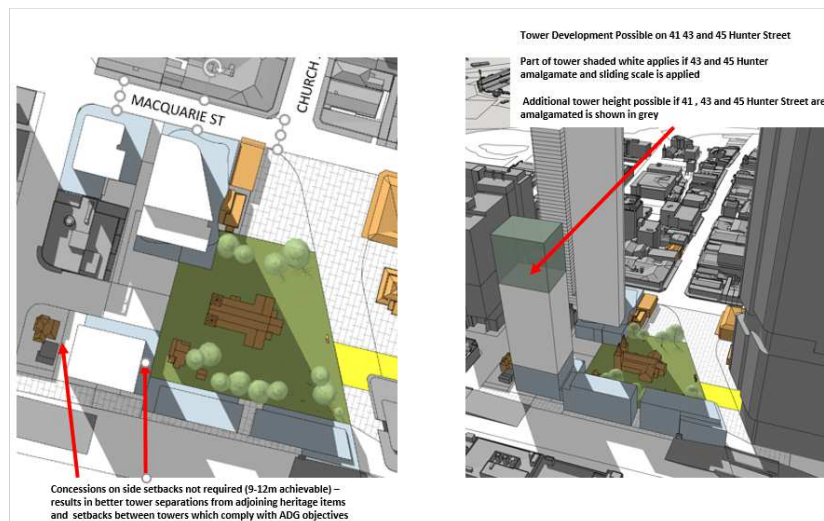 Tower Development Possible on 41 43 and 45 Hunter Street
Part of tower shaded white applies if 43 and 45 Hunter
amalgamate and sliding scale is applied
Additional tower height possible if 41 , 43 and 45 Hunter Street are
amalgamated is shown in grey
MACQUARIE ST
CHURCH
Concessions on side setbacks not required (9-12m achievable) –
results in better tower separations from adjoining heritage items
and setbacks between towers which comply with ADG objectives